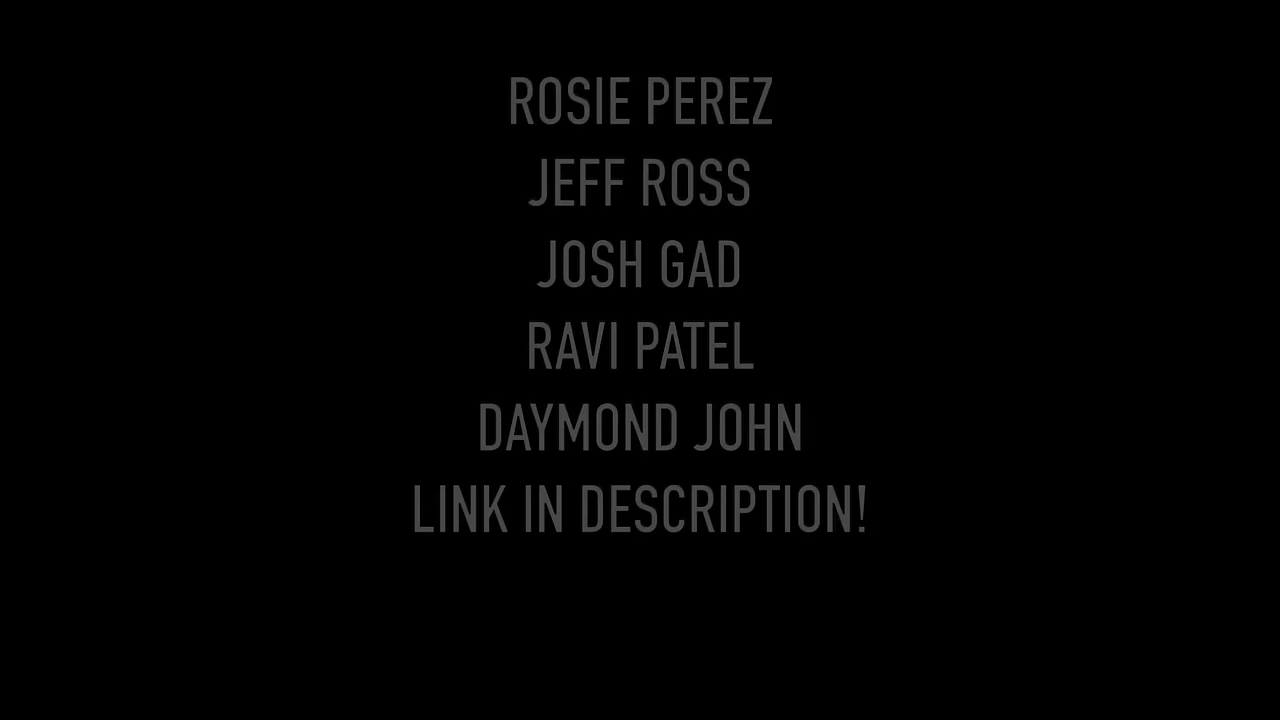 ROSIE PEREZ
JEFF ROSS
JOSH GAD
RAVI PATEL
DAYMOND JOHN
LINK IN DESCRIPTION!